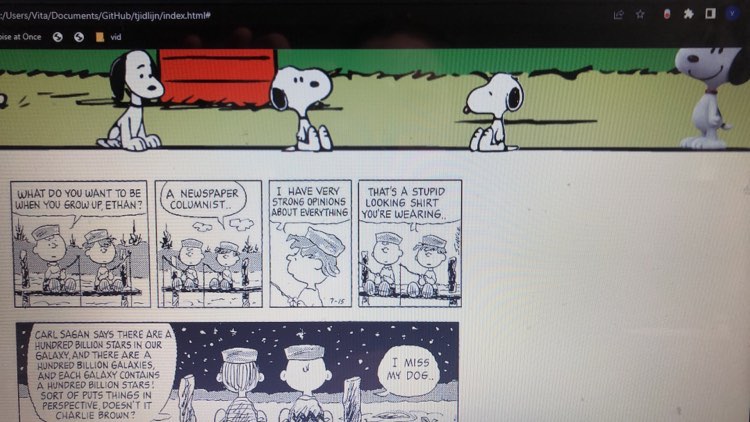 :/Users/Vita/Documents/GitHub/tjidlijn/index.html#
oise at Once
vid
WHAT DO YOU WANT TO BE
WHEN YOU GROW UP, ETHAN?
A NEWSPAPER
COLUMNIST..
I HAVE VERY
STRONG OPINIONS
ABOUT EVERYTHING
7-15
THAT'S A STUPID
LOOKING SHIRT
YOU'RE WEARING..
CARL SAGAN SAYS THERE ARE A
HUNDRED BILLION STARS IN OUR
GALAXY, AND THERE ARE A
HUNDRED BILLION GALAXIES,
AND EACH GALAXY CONTAINS
A HUNDRED BILLION STARS!
SORT OF PUTS THINGS IN
PERSPECTIVE, DOESN'T IT
CHARLIE BROWN?
I MISS
MY DOG..